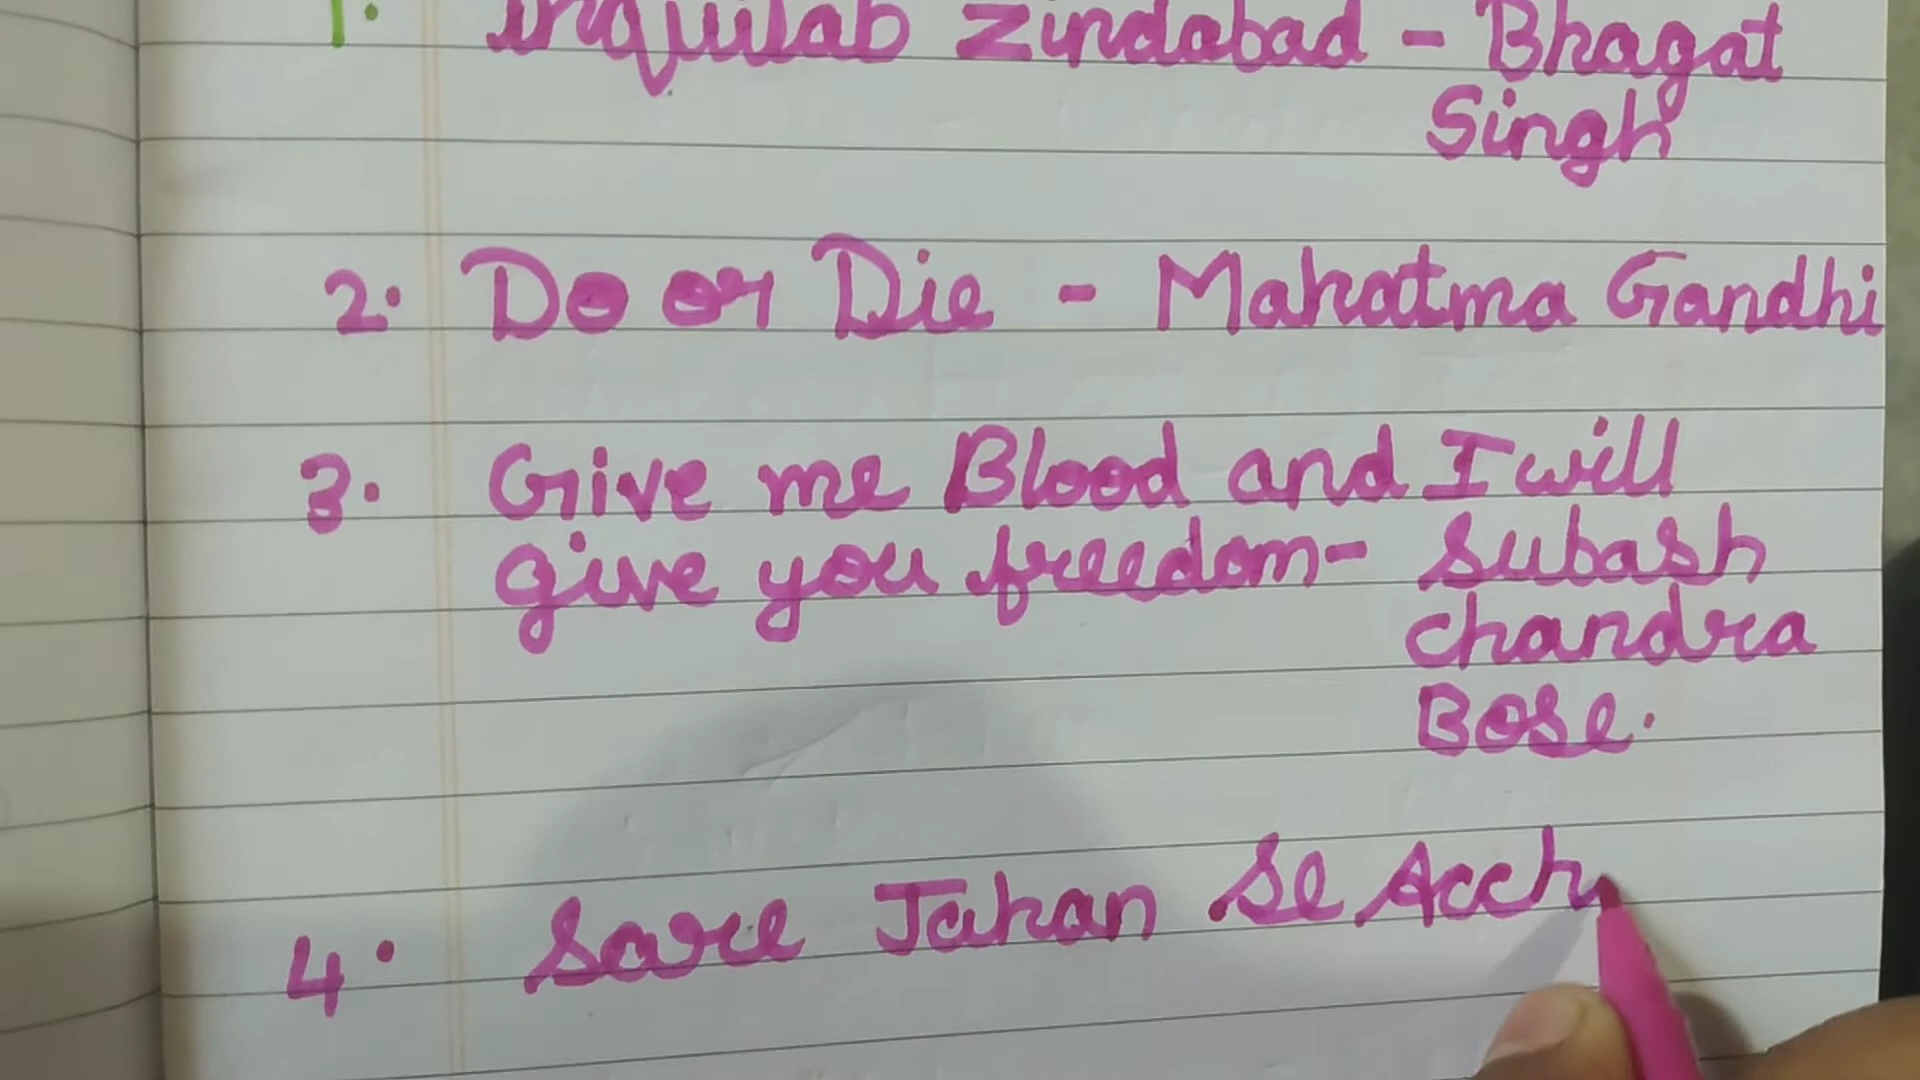 1. inquilab Zindabad - Bhagat
Singh
2. Do or Die - Mahatma Gandhi
3. Give me Blood and I will
give you freedom- Subash
Chandra
Bose.
4. Sare Jahan Se Acch